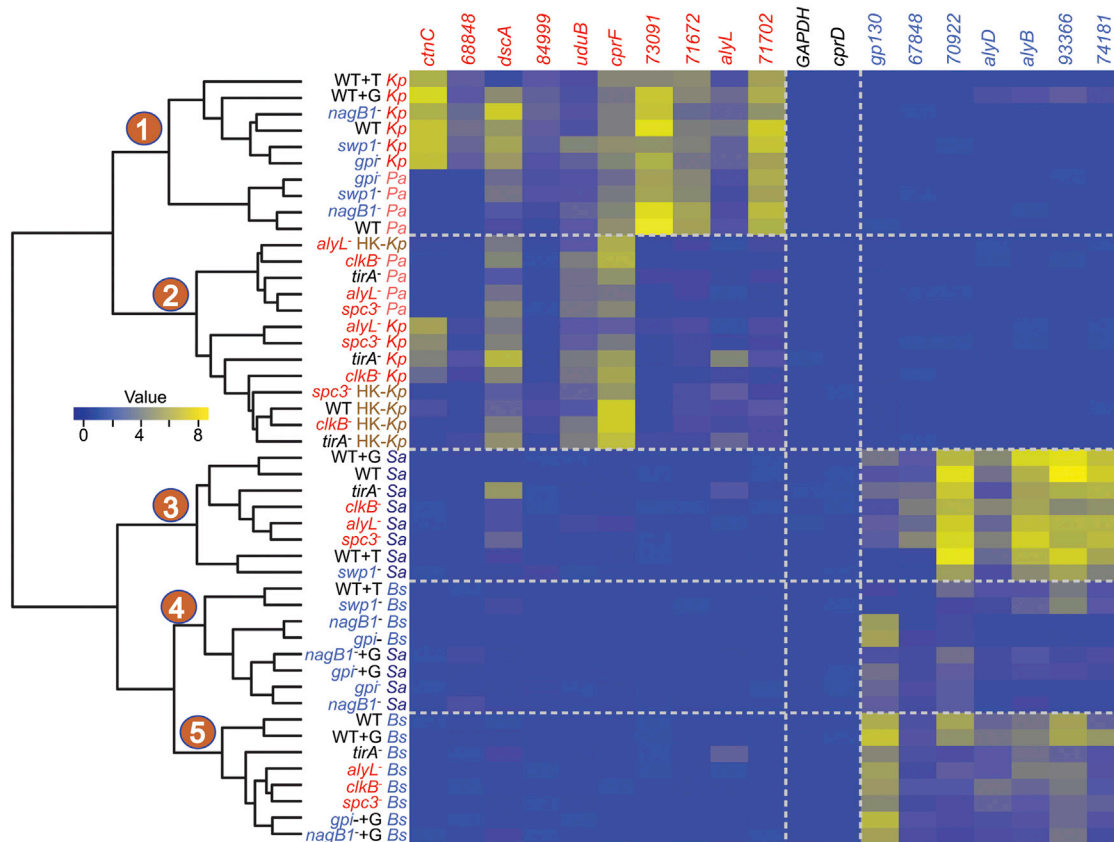 ctnC 68848 dscA 84999 uduB cprF 73091 71672 alyL 71702 GAPDH cprD gp130 67848 70922 alyD alyB 93366 74181
WT+T Kp
WT+G Kp
nagB1- Kp
WT Kp
swp1- Kp
gpi- Kp
gpi- Pa
swp1- Pa
nagB1- Pa
WT Pa
alyL- HK-Kp
clkB- Pa
tirA- Pa
alyL- Pa
spc3- Pa
alyL- Kp
spc3- Kp
tirA- Kp
clkB- Kp
spc3- HK-Kp
WT HK-Kp
clkB- HK-Kp
tirA- HK-Kp
WT+G Sa
WT Sa
tirA- Sa
clkB- Sa
alyL- Sa
spc3- Sa
WT+T Sa
swp1- Sa
WT+T Bs
swp1- Bs
nagB1- Bs
gpi- Bs
nagB1-+G Sa
gpi-+G Sa
gpi- Sa
nagB1- Sa
WT Bs
WT+G Bs
tirA- Bs
alyL- Bs
clkB- Bs
spc3- Bs
gpi-+G Bs
nagB1-+G Bs
1
2
3
4
5
Value
0 4 8